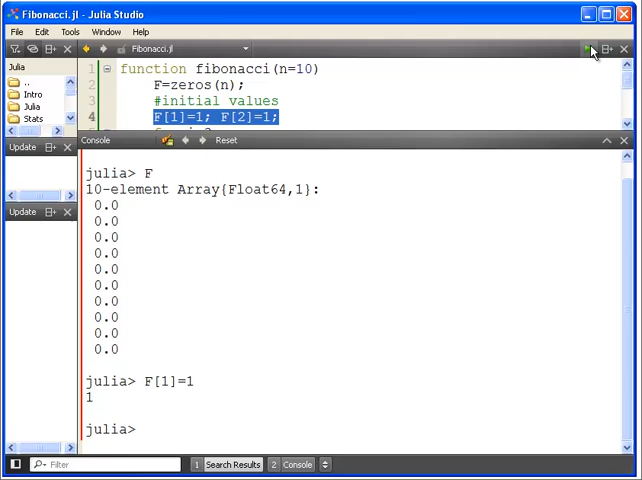 Fibonacci.jl - Julia Studio
File Edit Tools Window Help
Fibonacci.jl
Julia
..
Intro
Julia
Stats
1 function fibonacci(n=10)
2 F=zeros(n);
3 #initial values
4 F[1]=1; F[2]=1;
Console Reset
Update
Update
julia> F
10-element Array{Float64,1}:
0.0
0.0
0.0
0.0
0.0
0.0
0.0
0.0
0.0
0.0
julia> F[1]=1
1
julia>
Filter 1 Search Results 2 Console